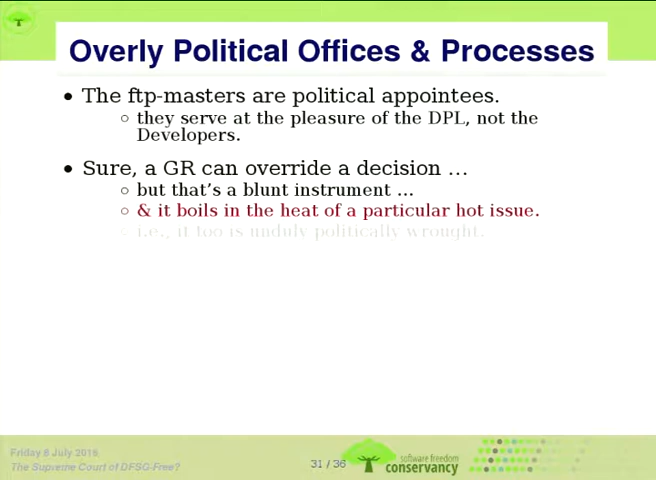 Overly Political Offices & Processes
• The ftp-masters are political appointees.
○ they serve at the pleasure of the DPL, not the
Developers.
• Sure, a GR can override a decision …
○ but that's a blunt instrument …
○ & it boils in the heat of a particular hot issue.
○ i.e., it too is unduly politically wrought.
Friday 8 July 2016
The Supreme Court of DFSG-Free?
31 / 36
software freedom
conservancy